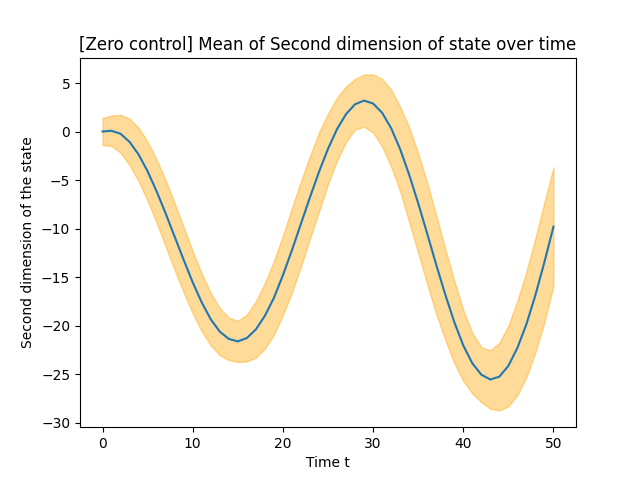 [Zero control] Mean of Second dimension of state over time
Second dimension of the state
5
0
−5
−10
−15
−20
−25
−30
0 10 20 30 40 50
Time t